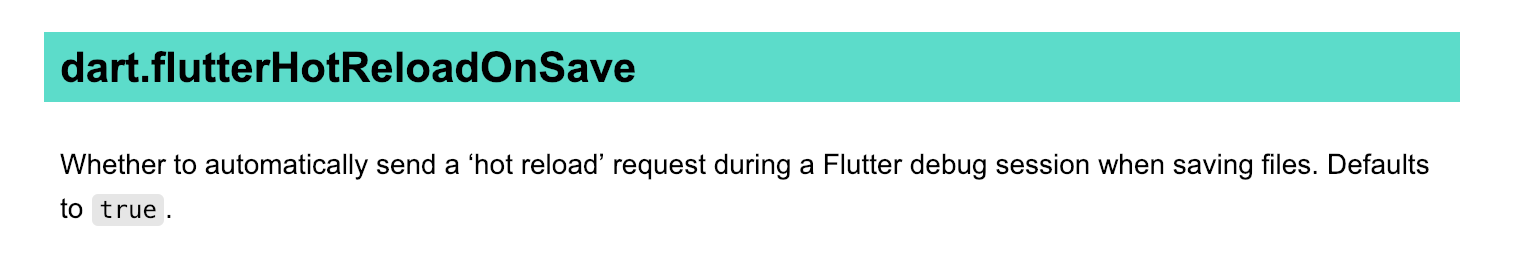 dart.flutterHotReloadOnSave
Whether to automatically send a ‘hot reload’ request during a Flutter debug session when saving files. Defaults
to true.